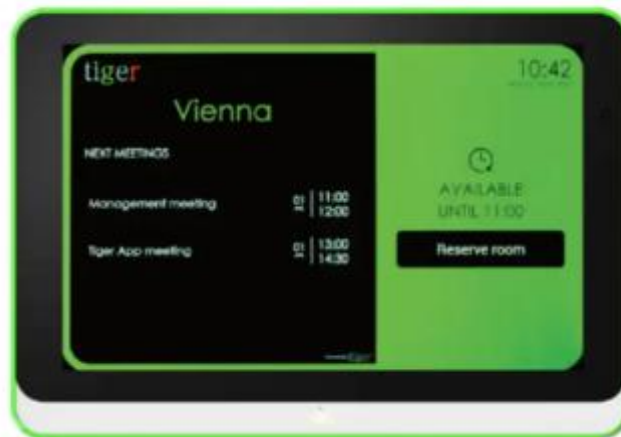 tiger
Vienna
NEXT MEETINGS
Management meeting
11:00
12:00
Tiger App meeting
13:00
14:30
tiger
10:42
AVAILABLE
UNTIL 11:00
Reserve room